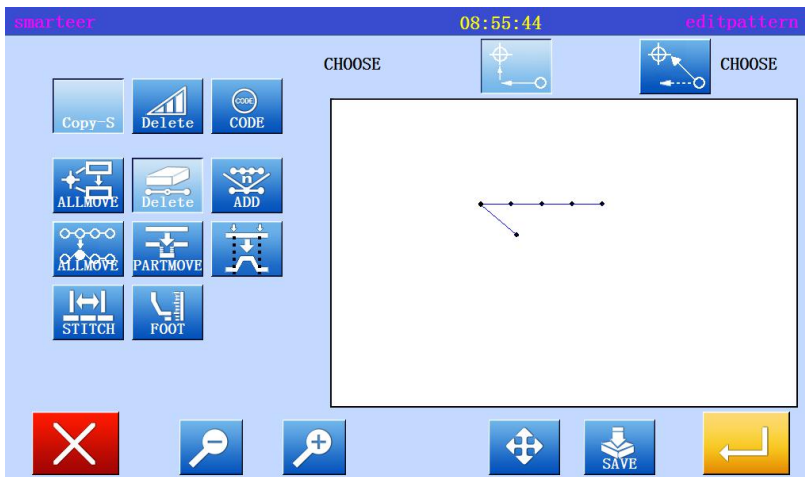 smarteer 08:55:44 editpattern
CHOOSE CHOOSE
Copy-S Delete CODE CODE
ALLMOVE Delete n ADD
ALLMOVE PARTMOVE
STITCH FOOT
SAVE